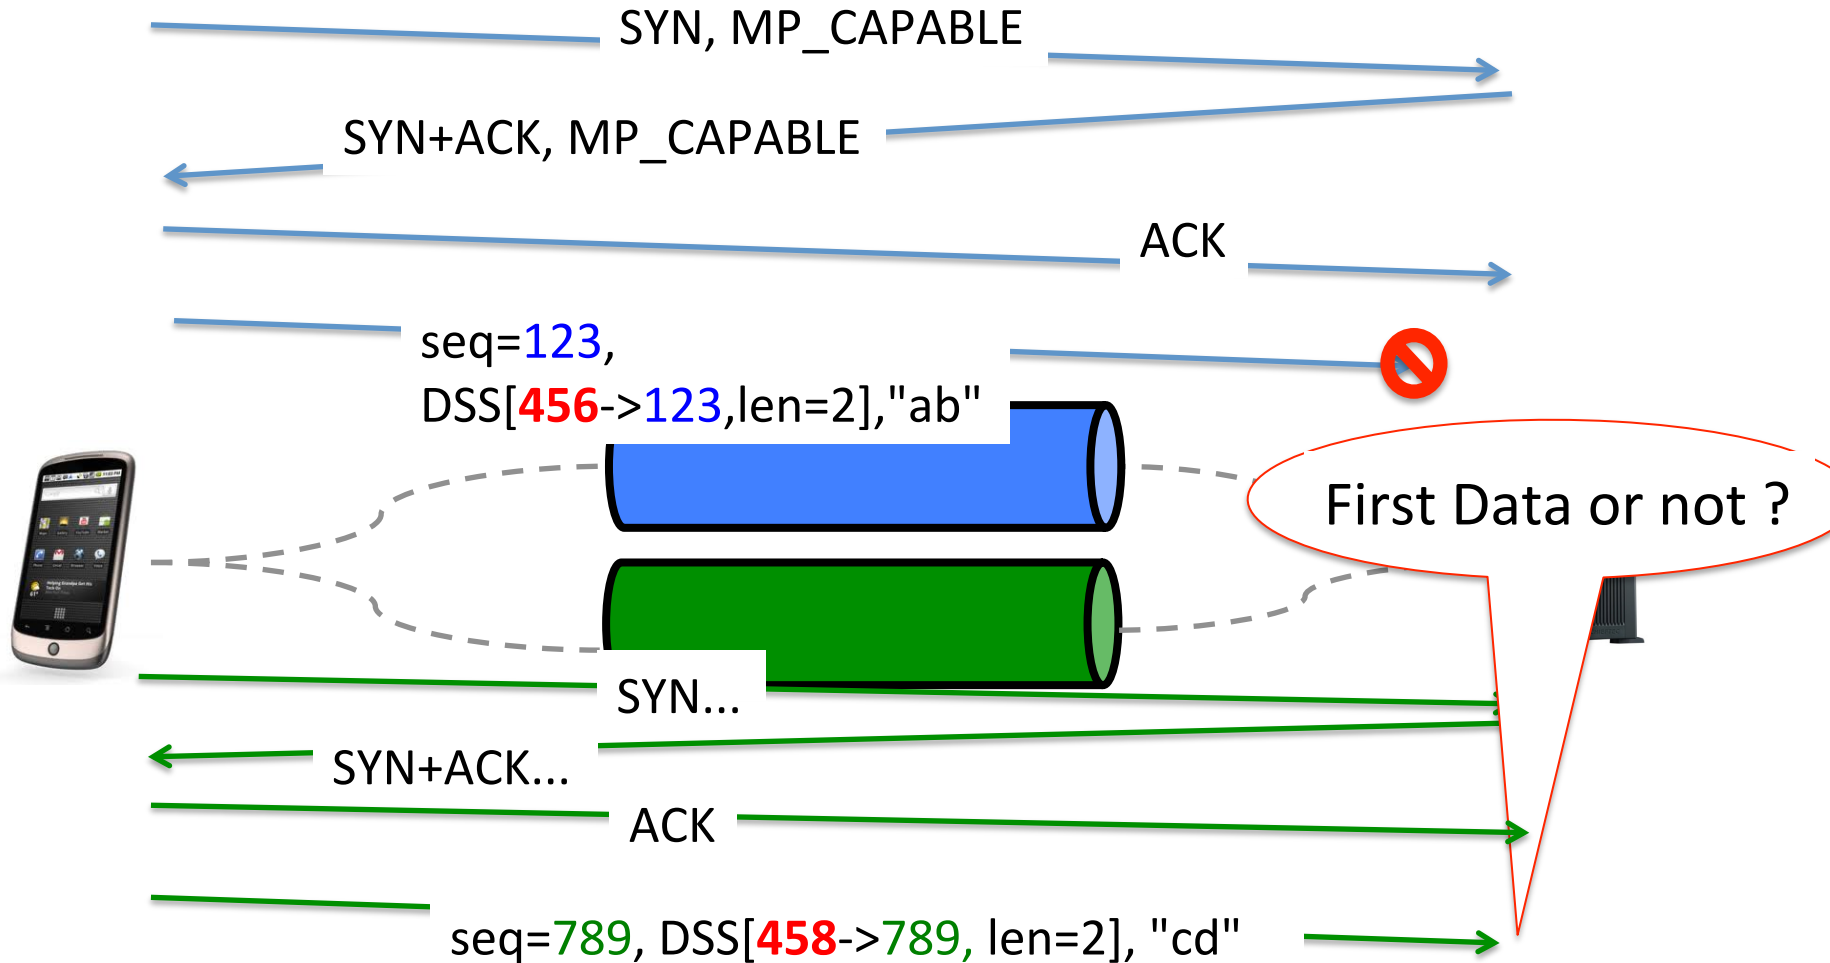 SYN, MP_CAPABLE
SYN+ACK, MP_CAPABLE
ACK
seq=123,
DSS[456->123,len=2],"ab"
First Data or not ?
SYN...
SYN+ACK...
ACK
seq=789, DSS[458->789, len=2], "cd"